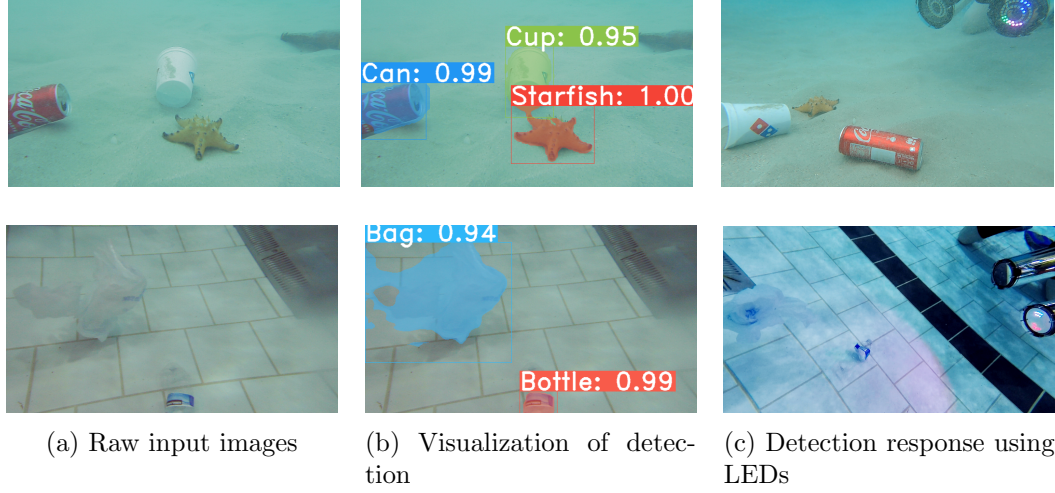 Cup: 0.95
Can: 0.99
Starfish: 1.00
Bag: 0.94
Bottle: 0.99
(a) Raw input images
(b) Visualization of detec-
tion
(c) Detection response using
LEDs